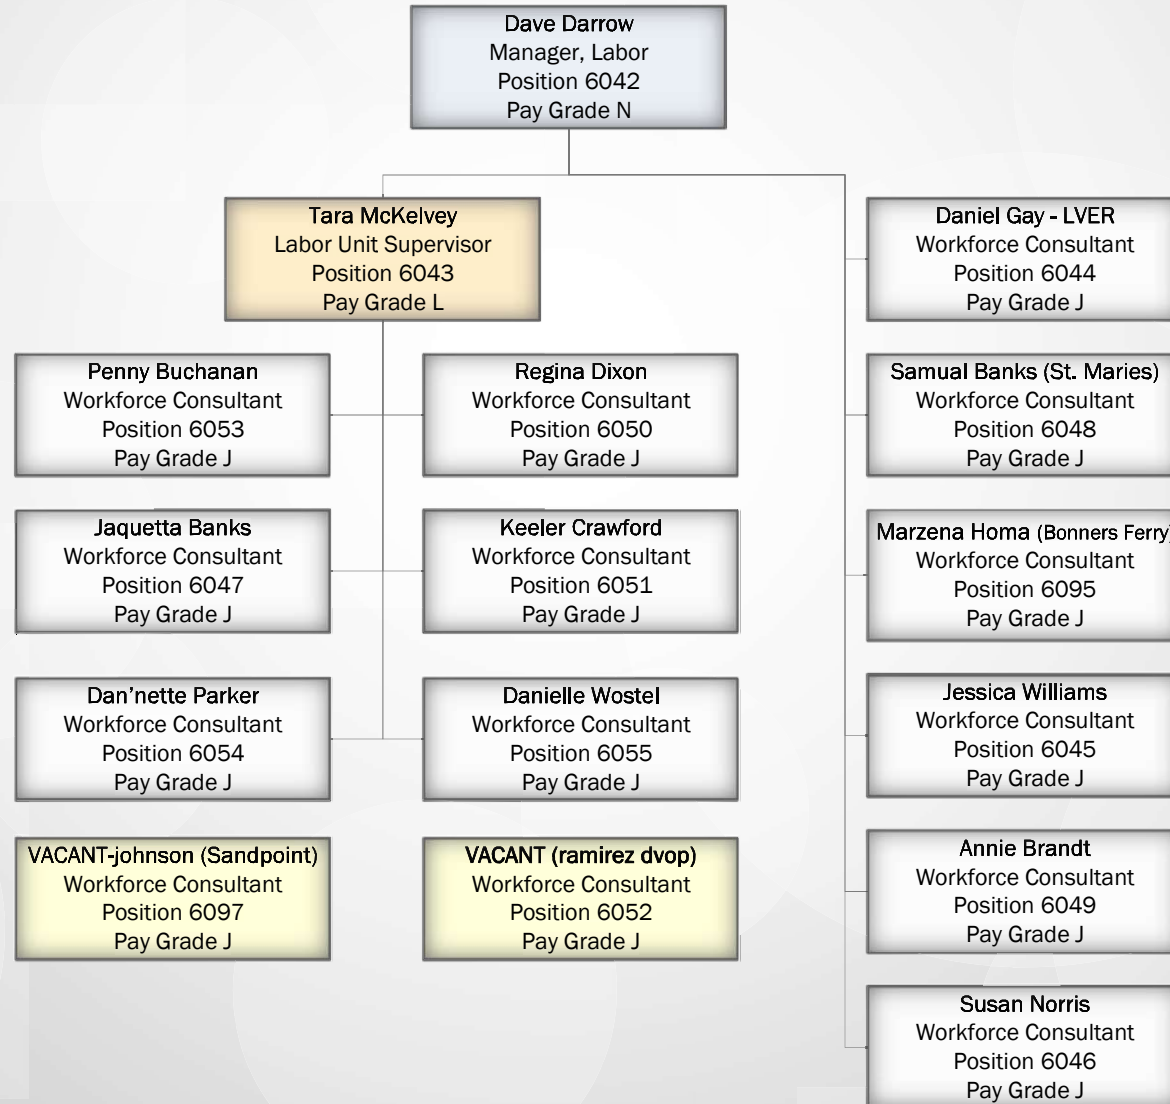 Dave Darrow
Manager, Labor
Position 6042
Pay Grade N
Tara McKelvey
Labor Unit Supervisor
Position 6043
Pay Grade L
Daniel Gay - LVER
Workforce Consultant
Position 6044
Pay Grade J
Penny Buchanan
Workforce Consultant
Position 6053
Pay Grade J
Regina Dixon
Workforce Consultant
Position 6050
Pay Grade J
Samual Banks (St. Maries)
Workforce Consultant
Position 6048
Pay Grade J
Jaquetta Banks
Workforce Consultant
Position 6047
Pay Grade J
Keeler Crawford
Workforce Consultant
Position 6051
Pay Grade J
Marzena Homa (Bonners Ferry)
Workforce Consultant
Position 6095
Pay Grade J
Dan'nette Parker
Workforce Consultant
Position 6054
Pay Grade J
Danielle Wostel
Workforce Consultant
Position 6055
Pay Grade J
Jessica Williams
Workforce Consultant
Position 6045
Pay Grade J
VACANT-johnson (Sandpoint)
Workforce Consultant
Position 6097
Pay Grade J
VACANT (ramirez dvop)
Workforce Consultant
Position 6052
Pay Grade J
Annie Brandt
Workforce Consultant
Position 6049
Pay Grade J
Susan Norris
Workforce Consultant
Position 6046
Pay Grade J